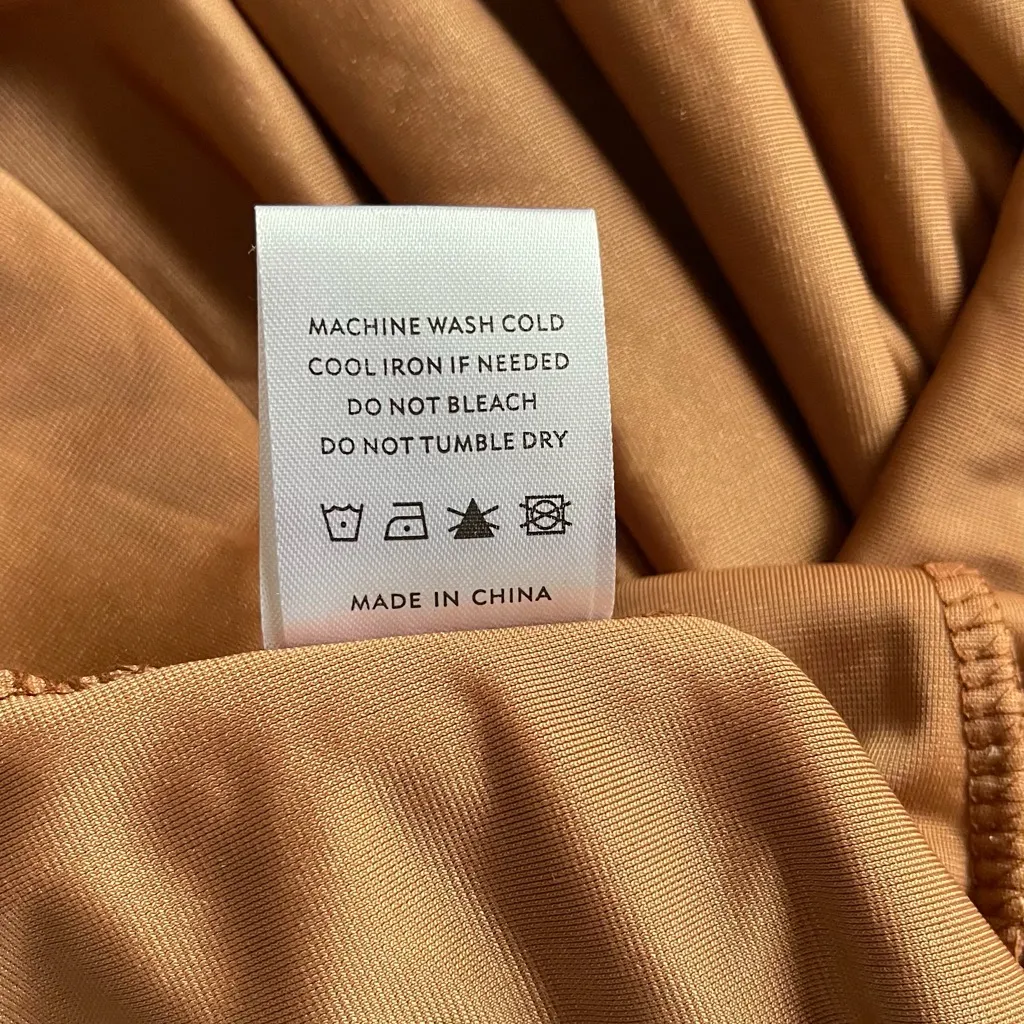 MACHINE WASH COLD
COOL IRON IF NEEDED
DO NOT BLEACH
DO NOT TUMBLE DRY
MADE IN CHINA